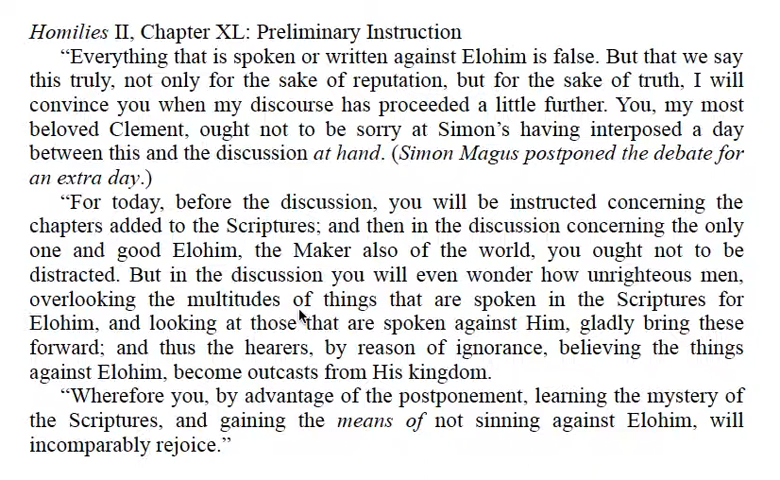 Homilies II, Chapter XL: Preliminary Instruction
“Everything that is spoken or written against Elohim is false. But that we say
this truly, not only for the sake of reputation, but for the sake of truth, I will
convince you when my discourse has proceeded a little further. You, my most
beloved Clement, ought not to be sorry at Simon’s having interposed a day
between this and the discussion at hand. (Simon Magus postponed the debate for
an extra day.)
“For today, before the discussion, you will be instructed concerning the
chapters added to the Scriptures; and then in the discussion concerning the only
one and good Elohim, the Maker also of the world, you ought not to be
distracted. But in the discussion you will even wonder how unrighteous men,
overlooking the multitudes of things that are spoken in the Scriptures for
Elohim, and looking at those that are spoken against Him, gladly bring these
forward; and thus the hearers, by reason of ignorance, believing the things
against Elohim, become outcasts from His kingdom.
“Wherefore you, by advantage of the postponement, learning the mystery of
the Scriptures, and gaining the means of not sinning against Elohim, will
incomparably rejoice.”